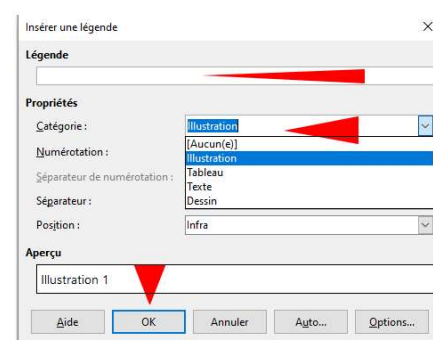 Insérer une légende
Légende
Propriétés
Catégorie :
Illustration
[Aucun(e)]
Illustration
Tableau
Texte
Dessin
Numérotation :
Séparateur de numérotation :
Séparateur :
Position :
Infra
Aperçu
Illustration 1
Aide
OK
Annuler
Auto...
Options...